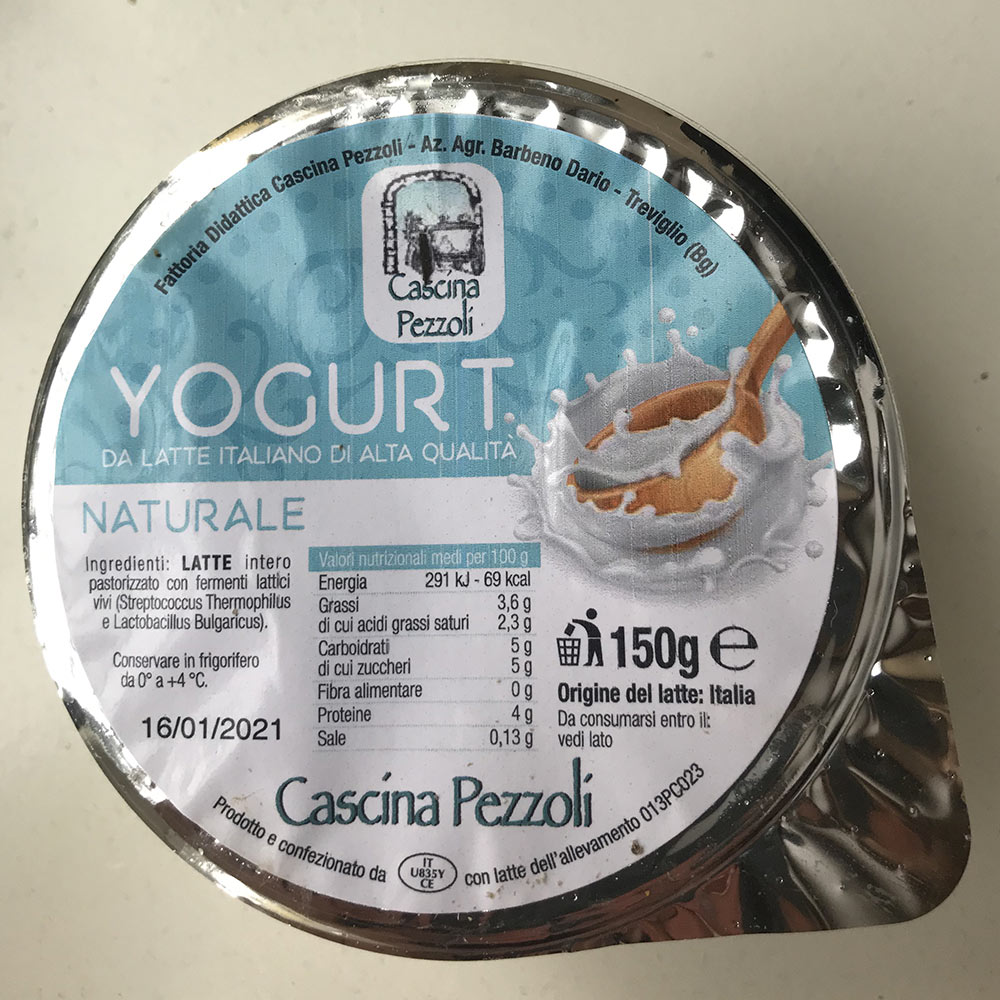 Fattoria Didattica Cascina Pezzoli - Az. Agr. Barbeno Dario - Treviglio (Bg)
Cascina
Pezzoli
YOGURT
DA LATTE ITALIANO DI ALTA QUALITÀ
NATURALE
Ingredienti: LATTE intero
pastorizzato con fermenti lattici
vivi (Streptococcus Thermophilus
e Lactobacillus Bulgaricus).
Conservare in frigorifero
da 0° a +4 °C.
16/01/2021
Valori nutrizionali medi per 100 g
Energia 291 kJ - 69 kcal
Grassi 3,6 g
di cui acidi grassi saturi 2,3 g
Carboidrati 5 g
di cui zuccheri 5 g
Fibra alimentare 0 g
Proteine 4 g
Sale 0,13 g
150g e
Origine del latte: Italia
Da consumarsi entro il:
vedi lato
Cascina Pezzoli
Prodotto e confezionato da IT U835Y CE con latte dell'allevamento 013PC023